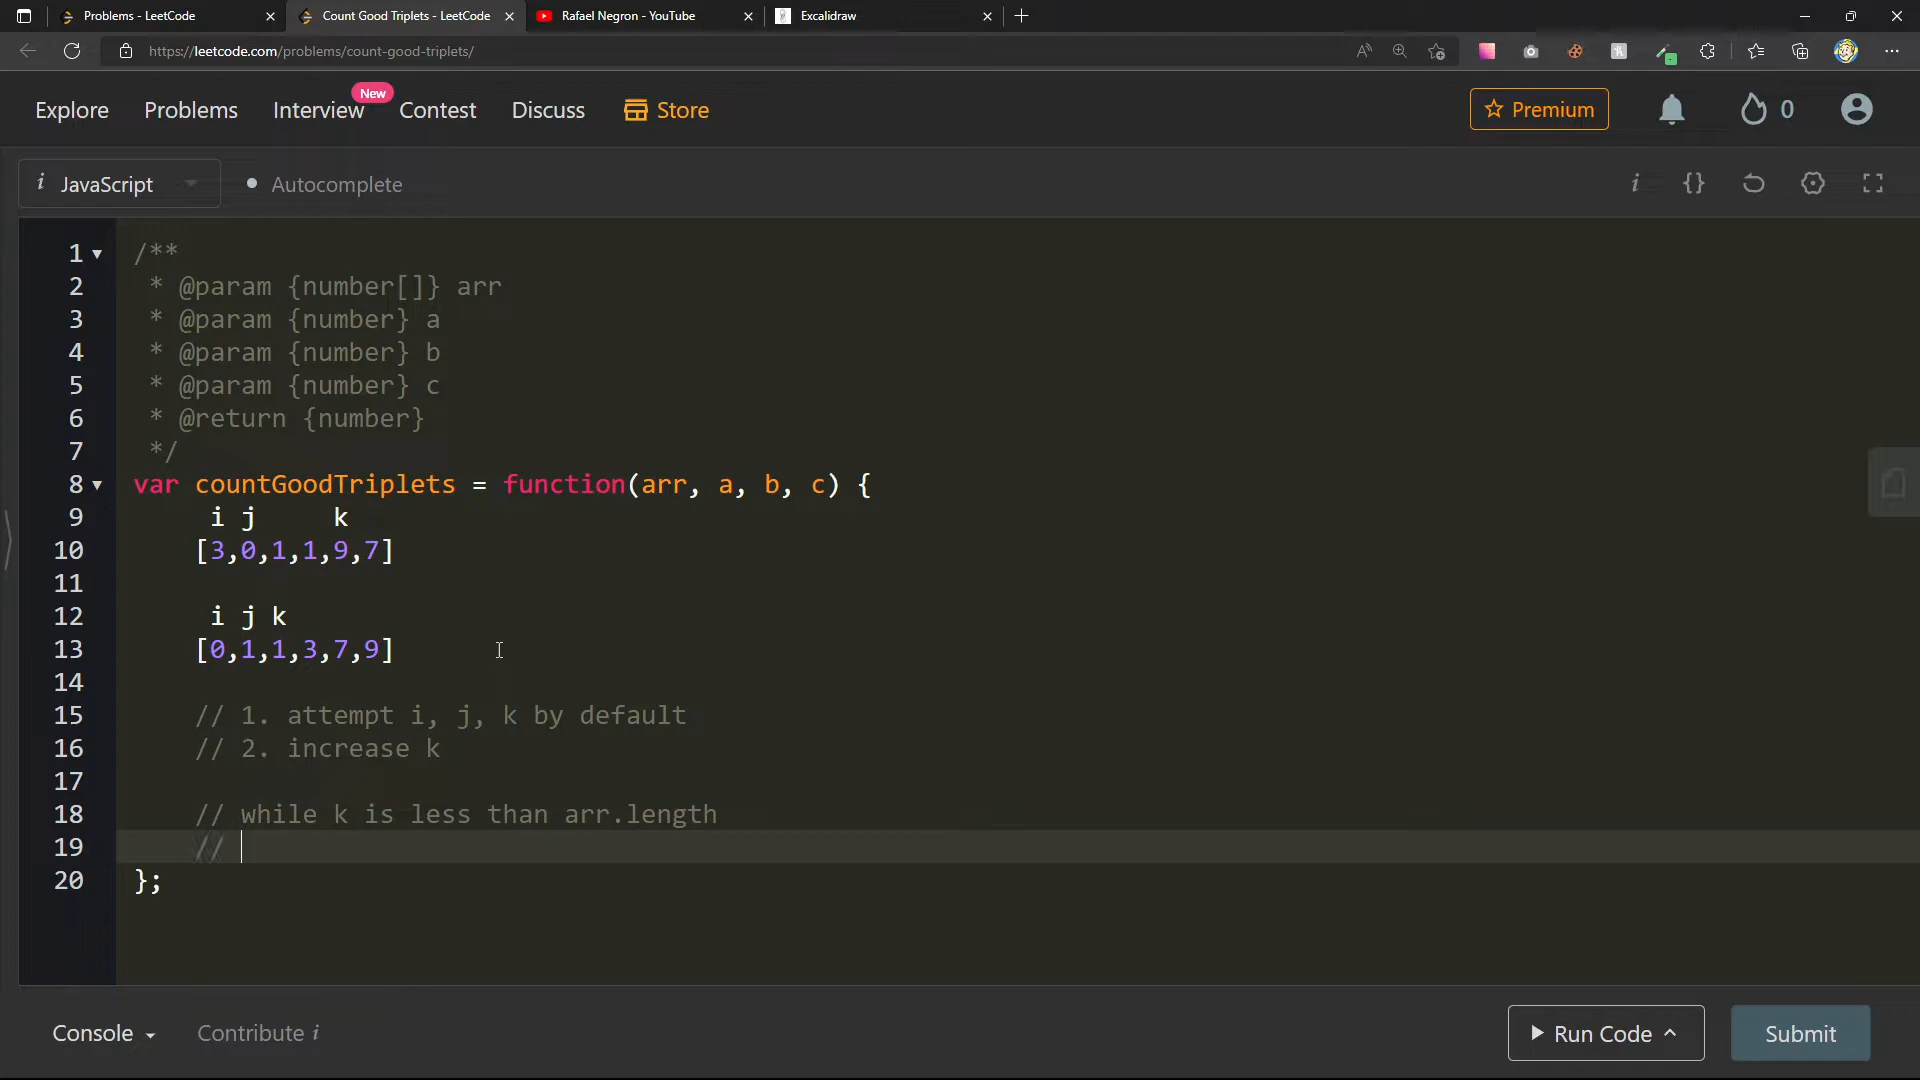 Problems - LeetCode
Count Good Triplets - LeetCode
Rafael Negron - YouTube
Excalidraw
https://leetcode.com/problems/count-good-triplets/
Explore Problems Interview New Contest Discuss Store Premium 0
i JavaScript Autocomplete i {}
1 /**
2 * @param {number[]} arr
3 * @param {number} a
4 * @param {number} b
5 * @param {number} c
6 * @return {number}
7 */
8 var countGoodTriplets = function(arr, a, b, c) {
9 i j k
10 [3,0,1,1,9,7]
11
12 i j k
13 [0,1,1,3,7,9]
14
15 // 1. attempt i, j, k by default
16 // 2. increase k
17
18 // while k is less than arr.length
19 //
20 };
Console Contribute i Run Code Submit